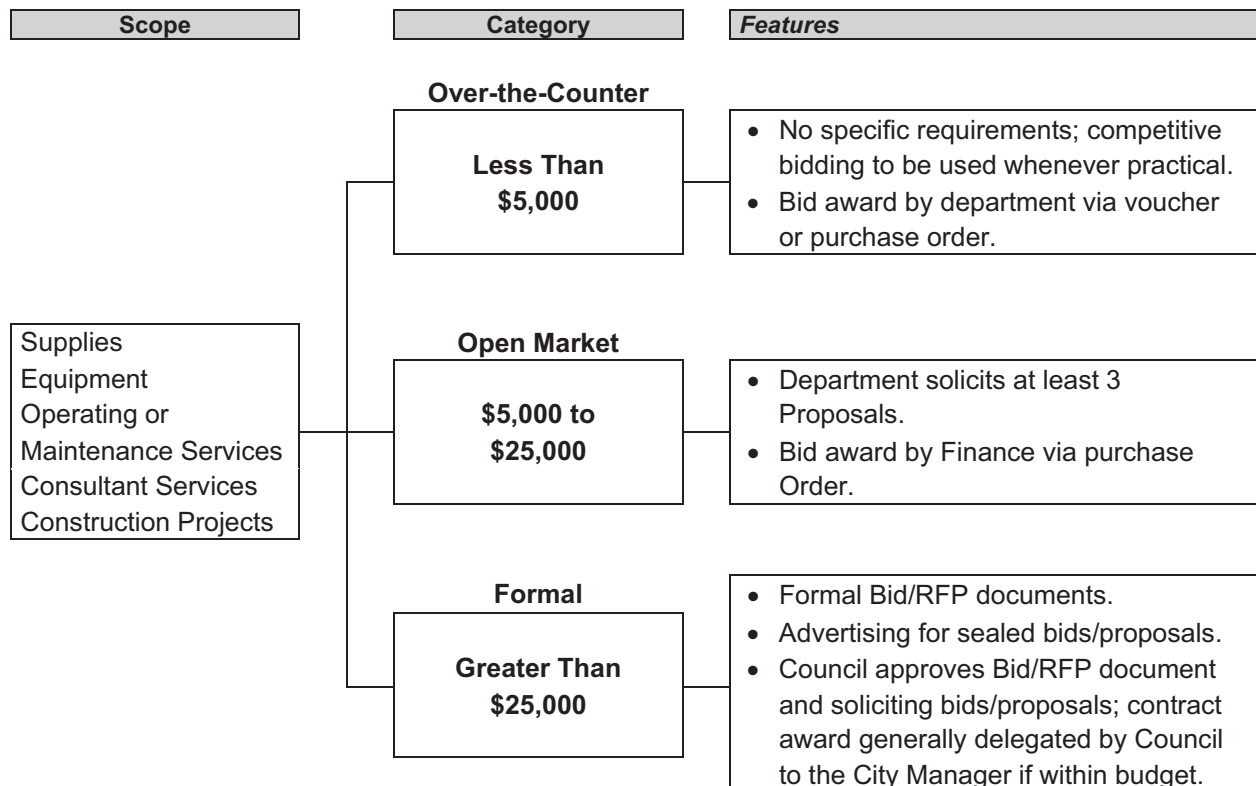 Scope
Category
Features
Over-the-Counter
Less Than
$5,000
• No specific requirements; competitive
bidding to be used whenever practical.
• Bid award by department via voucher
or purchase order.
Supplies
Equipment
Operating or
Maintenance Services
Consultant Services
Construction Projects
Open Market
$5,000 to
$25,000
• Department solicits at least 3
Proposals.
• Bid award by Finance via purchase
Order.
Formal
Greater Than
$25,000
• Formal Bid/RFP documents.
• Advertising for sealed bids/proposals.
• Council approves Bid/RFP document
and soliciting bids/proposals; contract
award generally delegated by Council
to the City Manager if within budget.